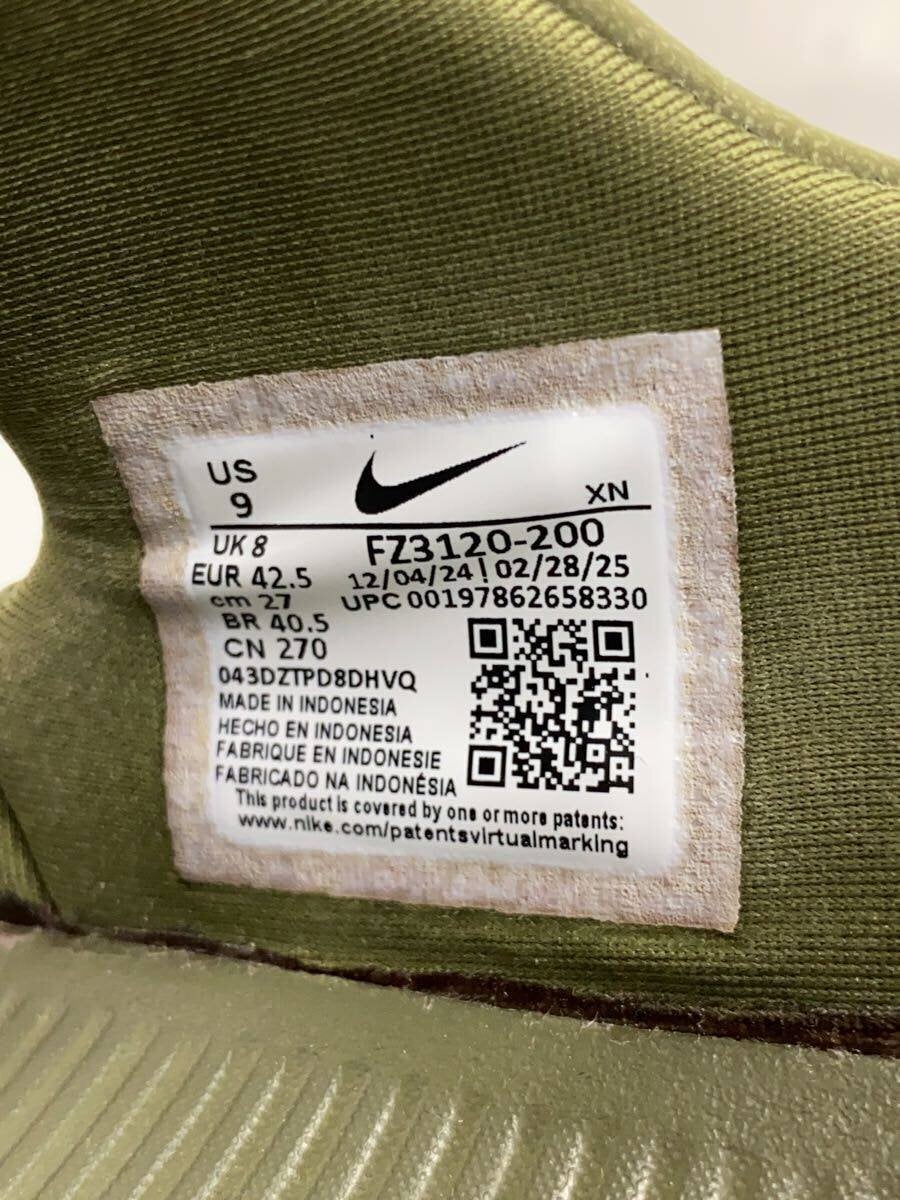 US
9
XN
UK 8
FZ3120-200
EUR 42.5
12/04/24 | 02/28/25
cm 27
UPC 00197862658330
BR 40.5
CN 270
043DZTPD8DHVQ
MADE IN INDONESIA
HECHO EN INDONESIA
FABRIQUE EN INDONESIE
FABRICADO NA INDONÉSIA
This product is covered by one or more patents:
www.nike.com/patentsvirtualmarking